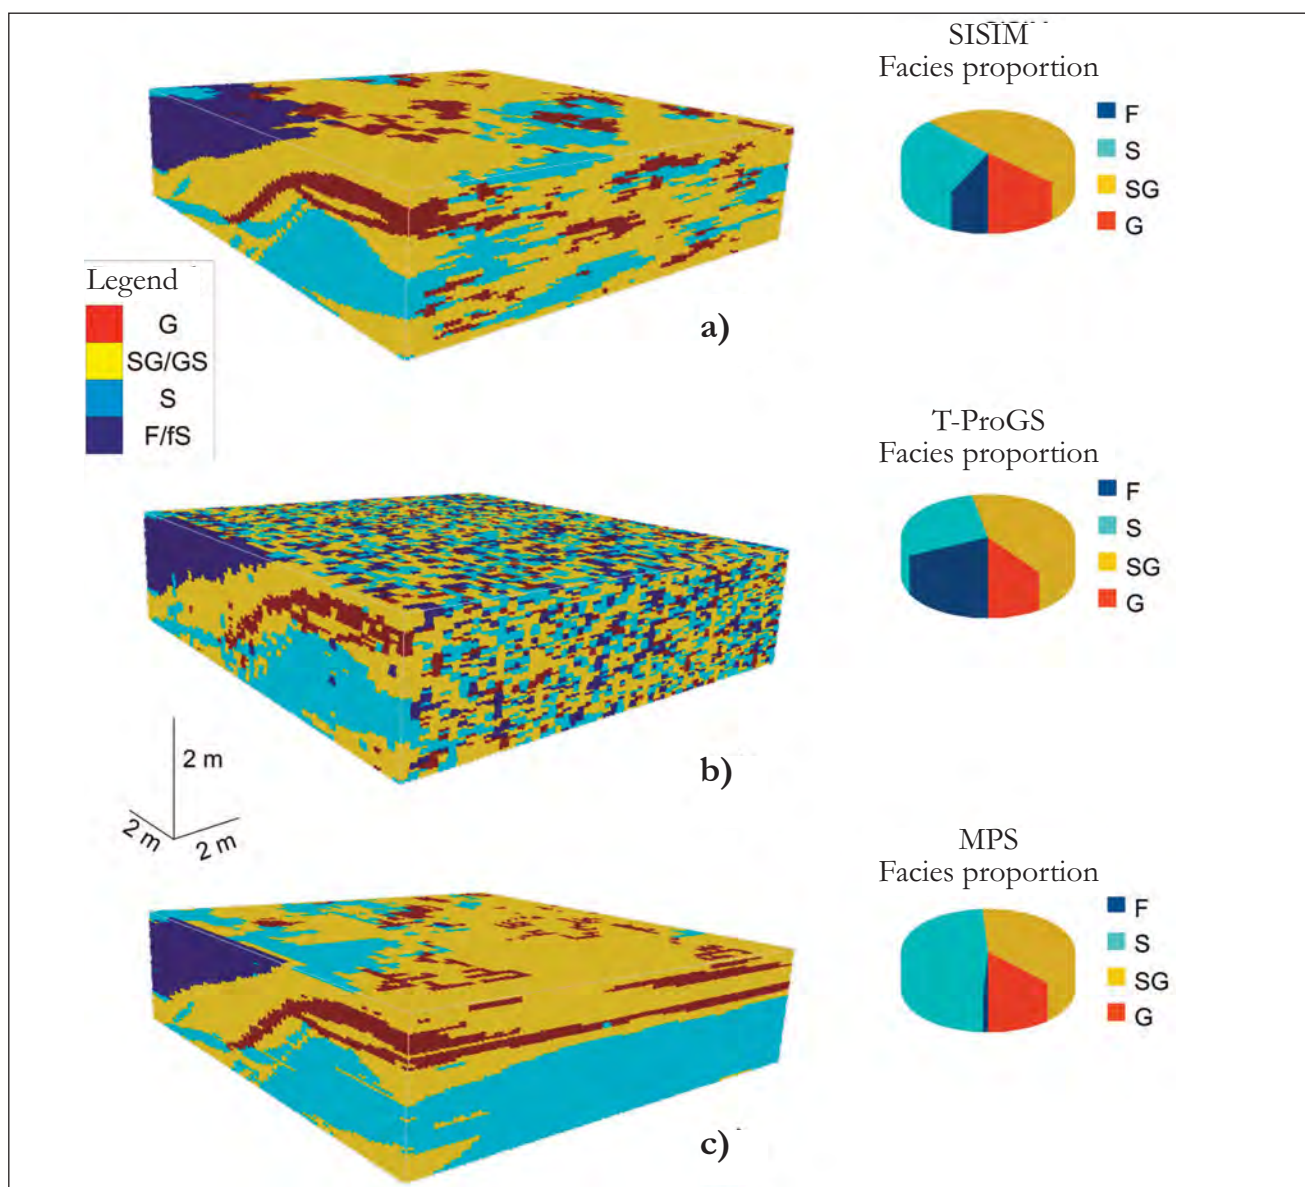 SISIM
Facies proportion
F
S
SG
G
a)
Legend
G
SG/GS
S
F/fS
T-ProGS
Facies proportion
F
S
SG
G
b)
2 m
2 m
2 m
MPS
Facies proportion
F
S
SG
G
c)